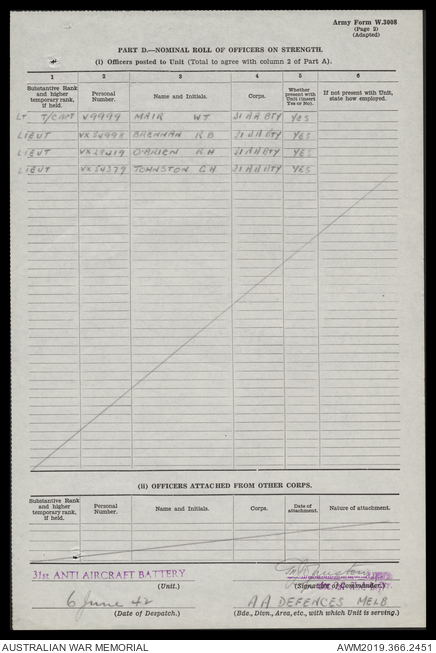 Army Form W.3008
(Page 2)
(Adapted)
PART D.—NOMINAL ROLL OF OFFICERS ON STRENGTH.
(i) Officers posted to Unit (Total to agree with column 2 of Part A).
1 2 3 4 5 6
Substantive Rank and higher temporary rank, if held. Personal Number. Name and Initials. Corps. Whether present with Unit (insert Yes or No). If not present with Unit, state how employed.
Lt T/CAPT V9999 MAIR WT 31 AA BTY YES
LIEUT BRENNAN R B 31 AA BTY YES
LIEUT O'BRIEN R H 31 AA BTY YES
LIEUT VX54379 JOHNSTON G H 31 AA BTY YES
(ii) OFFICERS ATTACHED FROM OTHER CORPS.
Substantive Rank and higher temporary rank, if held. Personal Number. Name and Initials. Corps. Date of attachment. Nature of attachment.
31st ANTI AIRCRAFT BATTERY
(Unit.) (Signature of Commander.)
6 June 42 AA DEFENCES MELB
(Date of Despatch.) (Bde., Divn., Area, etc., with which Unit is serving.)
AUSTRALIAN WAR MEMORIAL AWM2019.366.2451